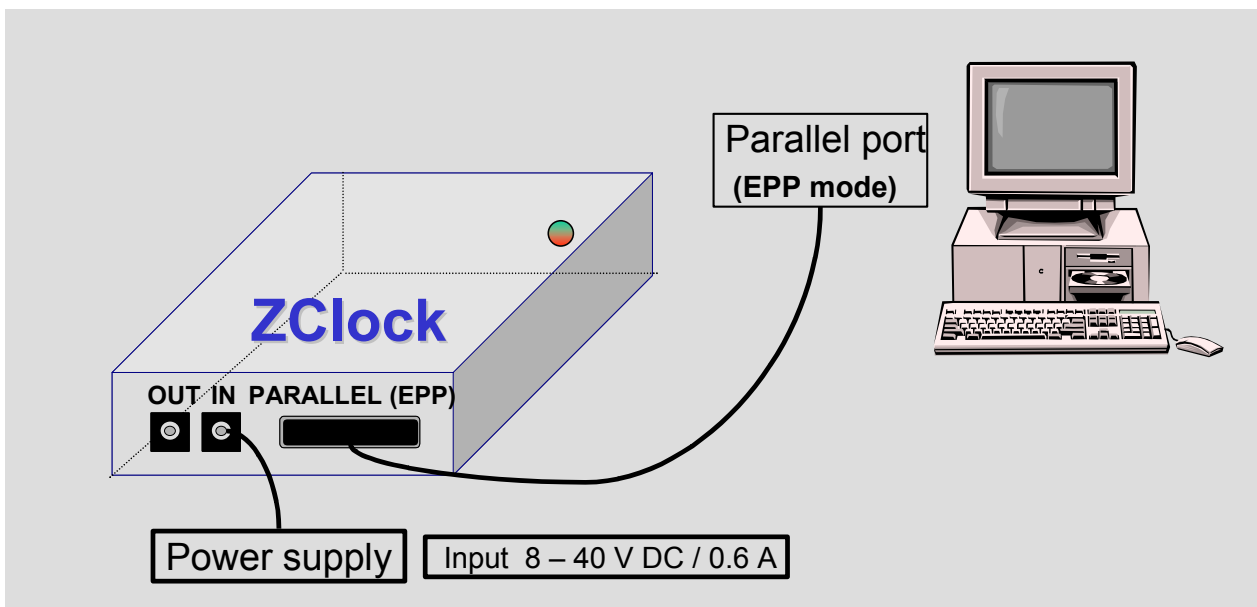 Parallel port
(EPP mode)
ZClock
OUT IN PARALLEL (EPP)
Power supply
Input 8 – 40 V DC / 0.6 A